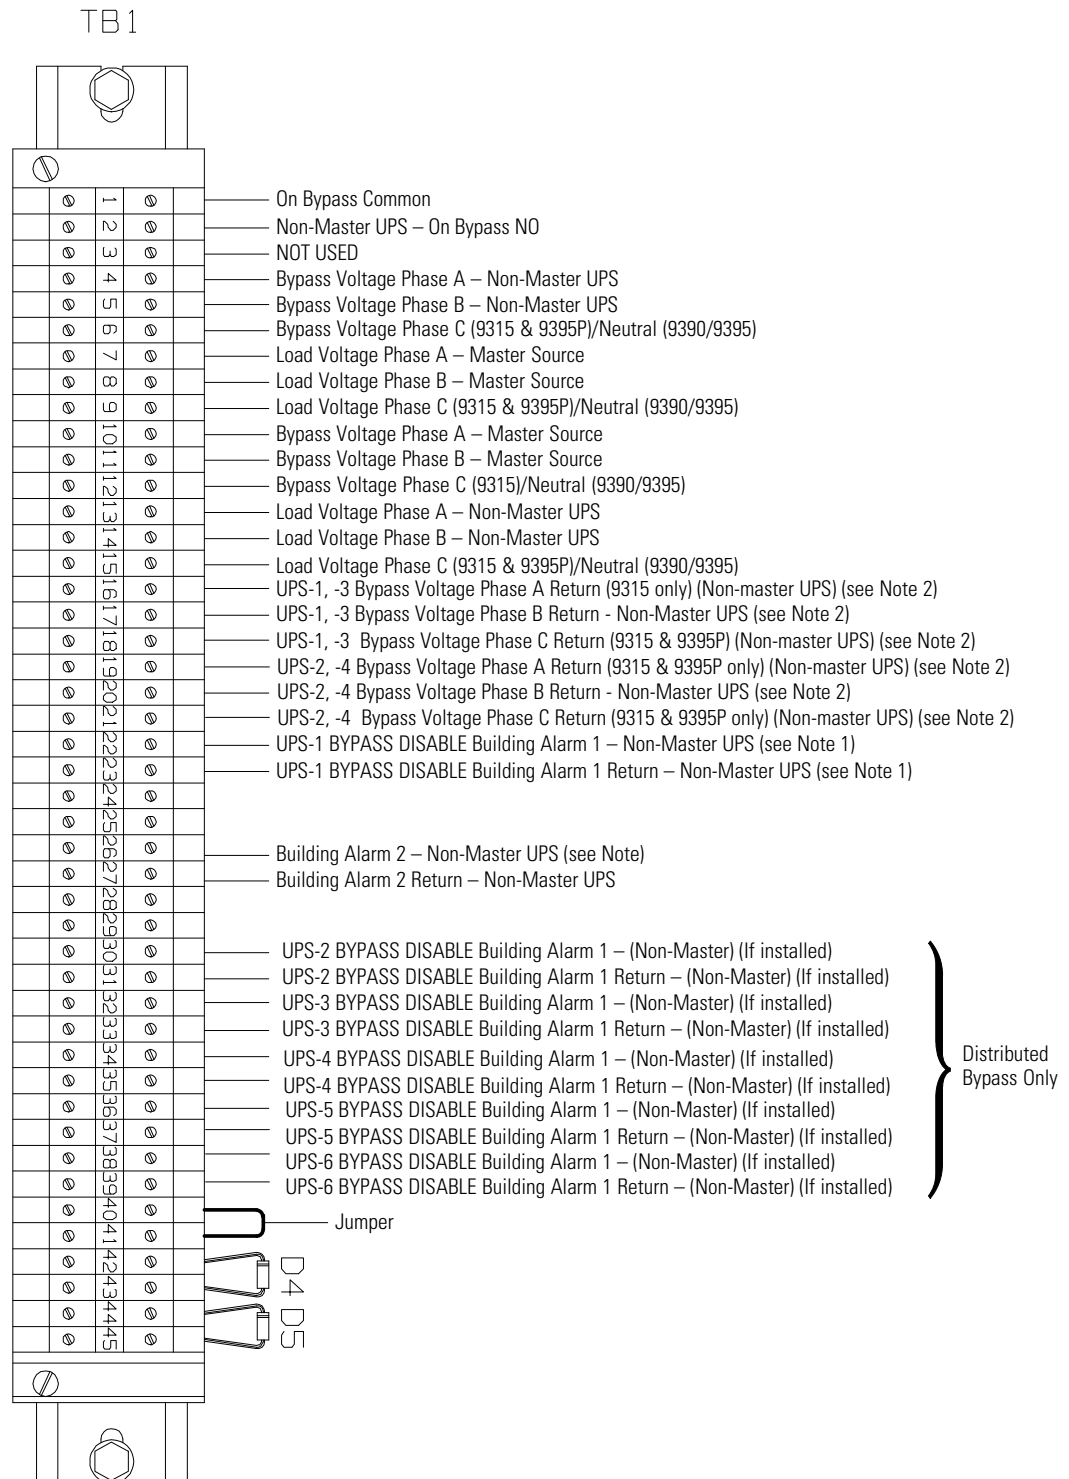 TB1
1 On Bypass Common
2 Non-Master UPS – On Bypass NO
3 NOT USED
4 Bypass Voltage Phase A – Non-Master UPS
5 Bypass Voltage Phase B – Non-Master UPS
6 Bypass Voltage Phase C (9315 & 9395P)/Neutral (9390/9395)
7 Load Voltage Phase A – Master Source
8 Load Voltage Phase B – Master Source
9 Load Voltage Phase C (9315 & 9395P)/Neutral (9390/9395)
10 Bypass Voltage Phase A – Master Source
11 Bypass Voltage Phase B – Master Source
12 Bypass Voltage Phase C (9315)/Neutral (9390/9395)
13 Load Voltage Phase A – Non-Master UPS
14 Load Voltage Phase B – Non-Master UPS
15 Load Voltage Phase C (9315 & 9395P)/Neutral (9390/9395)
16 UPS-1, -3 Bypass Voltage Phase A Return (9315 only) (Non-master UPS) (see Note 2)
17 UPS-1, -3 Bypass Voltage Phase B Return - Non-Master UPS (see Note 2)
18 UPS-1, -3 Bypass Voltage Phase C Return (9315 & 9395P) (Non-master UPS) (see Note 2)
19 UPS-2, -4 Bypass Voltage Phase A Return (9315 & 9395P only) (Non-master UPS) (see Note 2)
20 UPS-2, -4 Bypass Voltage Phase B Return - Non-Master UPS (see Note 2)
21 UPS-2, -4 Bypass Voltage Phase C Return (9315 & 9395P only) (Non-master UPS) (see Note 2)
22 UPS-1 BYPASS DISABLE Building Alarm 1 – Non-Master UPS (see Note 1)
23 UPS-1 BYPASS DISABLE Building Alarm 1 Return – Non-Master UPS (see Note 1)
24
25
26 Building Alarm 2 – Non-Master UPS (see Note)
27 Building Alarm 2 Return – Non-Master UPS
28
29
30 UPS-2 BYPASS DISABLE Building Alarm 1 – (Non-Master) (If installed)
31 UPS-2 BYPASS DISABLE Building Alarm 1 Return – (Non-Master) (If installed)
32 UPS-3 BYPASS DISABLE Building Alarm 1 – (Non-Master) (If installed)
33 UPS-3 BYPASS DISABLE Building Alarm 1 Return – (Non-Master) (If installed)
34 UPS-4 BYPASS DISABLE Building Alarm 1 – (Non-Master) (If installed)
35 UPS-4 BYPASS DISABLE Building Alarm 1 Return – (Non-Master) (If installed)
36 UPS-5 BYPASS DISABLE Building Alarm 1 – (Non-Master) (If installed)
37 UPS-5 BYPASS DISABLE Building Alarm 1 Return – (Non-Master) (If installed)
38 UPS-6 BYPASS DISABLE Building Alarm 1 – (Non-Master) (If installed)
39 UPS-6 BYPASS DISABLE Building Alarm 1 Return – (Non-Master) (If installed)
Distributed
Bypass Only
40
Jumper
41
42
D4
43
44
D5
45